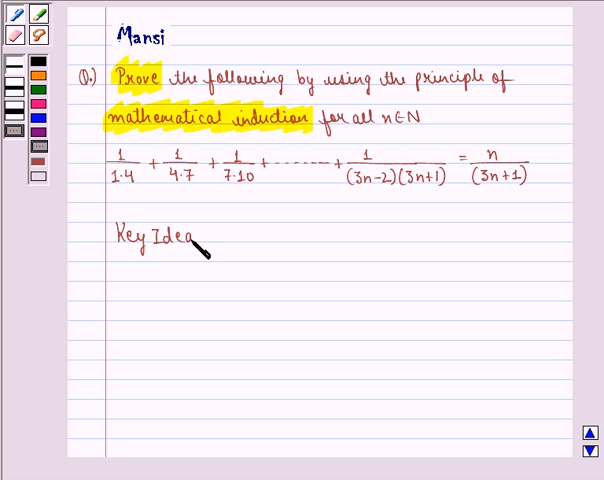 Mansi
Q.) Prove the following by using the principle of
mathematical induction for all n∈N
1/1·4 + 1/4·7 + 1/7·10 + ........ + 1/(3n-2)(3n+1) = n/(3n+1)
Key Idea